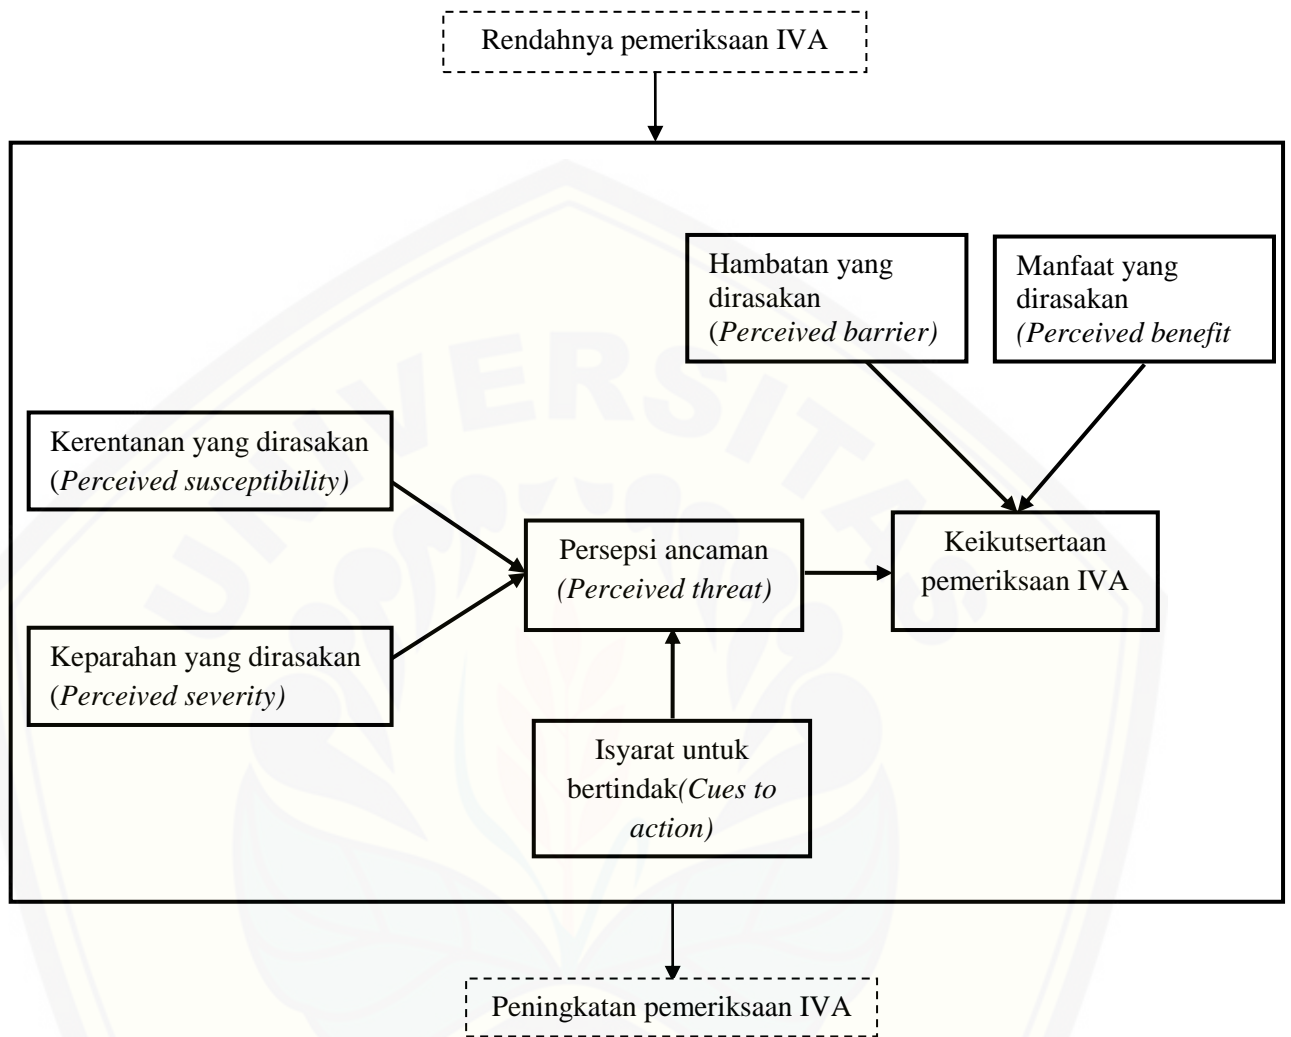 Rendahnya pemeriksaan IVA
Hambatan yang
dirasakan
(Perceived barrier)
Manfaat yang
dirasakan
(Perceived benefit
Kerentanan yang dirasakan
(Perceived susceptibility)
Persepsi ancaman
(Perceived threat)
Keikutsertaan
pemeriksaan IVA
Keparahan yang dirasakan
(Perceived severity)
Isyarat untuk
bertindak(Cues to
action)
Peningkatan pemeriksaan IVA
UNIVERSITAS